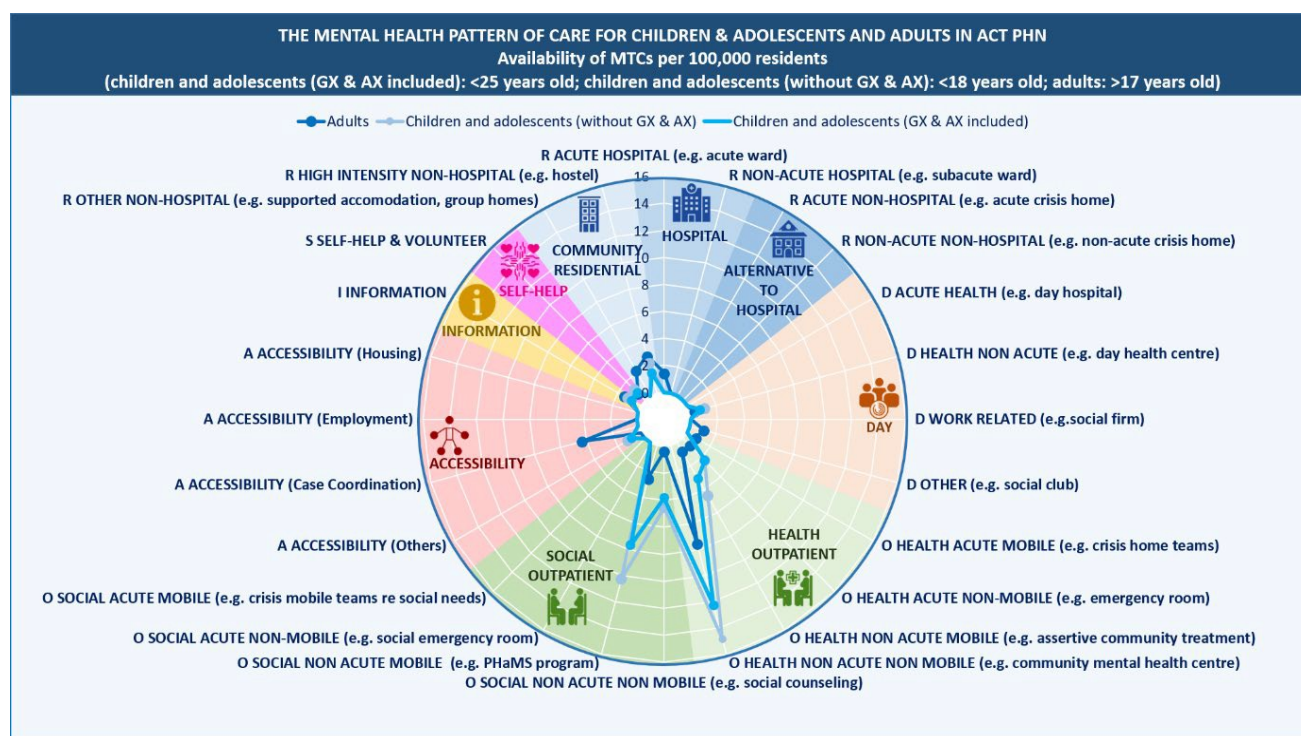 THE MENTAL HEALTH PATTERN OF CARE FOR CHILDREN & ADOLESCENTS AND ADULTS IN ACT PHN
Availability of MTCs per 100,000 residents
(children and adolescents (GX & AX included): <25 years old; children and adolescents (without GX & AX): <18 years old; adults: >17 years old)
Adults
Children and adolescents (without GX & AX)
Children and adolescents (GX & AX included)
R ACUTE HOSPITAL (e.g. acute ward)
R NON-ACUTE HOSPITAL (e.g. subacute ward)
R ACUTE NON-HOSPITAL (e.g. acute crisis home)
R NON-ACUTE NON-HOSPITAL (e.g. non-acute crisis home)
D ACUTE HEALTH (e.g. day hospital)
D HEALTH NON ACUTE (e.g. day health centre)
D WORK RELATED (e.g.social firm)
D OTHER (e.g. social club)
O HEALTH ACUTE MOBILE (e.g. crisis home teams)
O HEALTH ACUTE NON-MOBILE (e.g. emergency room)
O HEALTH NON ACUTE MOBILE (e.g. assertive community treatment)
O HEALTH NON ACUTE NON MOBILE (e.g. community mental health centre)
O SOCIAL NON ACUTE NON MOBILE (e.g. social counseling)
O SOCIAL NON ACUTE MOBILE (e.g. PHaMS program)
O SOCIAL ACUTE NON-MOBILE (e.g. social emergency room)
O SOCIAL ACUTE MOBILE (e.g. crisis mobile teams re social needs)
A ACCESSIBILITY (Others)
A ACCESSIBILITY (Case Coordination)
A ACCESSIBILITY (Employment)
A ACCESSIBILITY (Housing)
I INFORMATION
S SELF-HELP & VOLUNTEER
R OTHER NON-HOSPITAL (e.g. supported accomodation, group homes)
R HIGH INTENSITY NON-HOSPITAL (e.g. hostel)
16
14
12
10
8
6
4
2
0
HOSPITAL
ALTERNATIVE
TO
HOSPITAL
DAY
HEALTH
OUTPATIENT
SOCIAL
OUTPATIENT
ACCESSIBILITY
i
INFORMATION
SELF-HELP
COMMUNITY
RESIDENTIAL